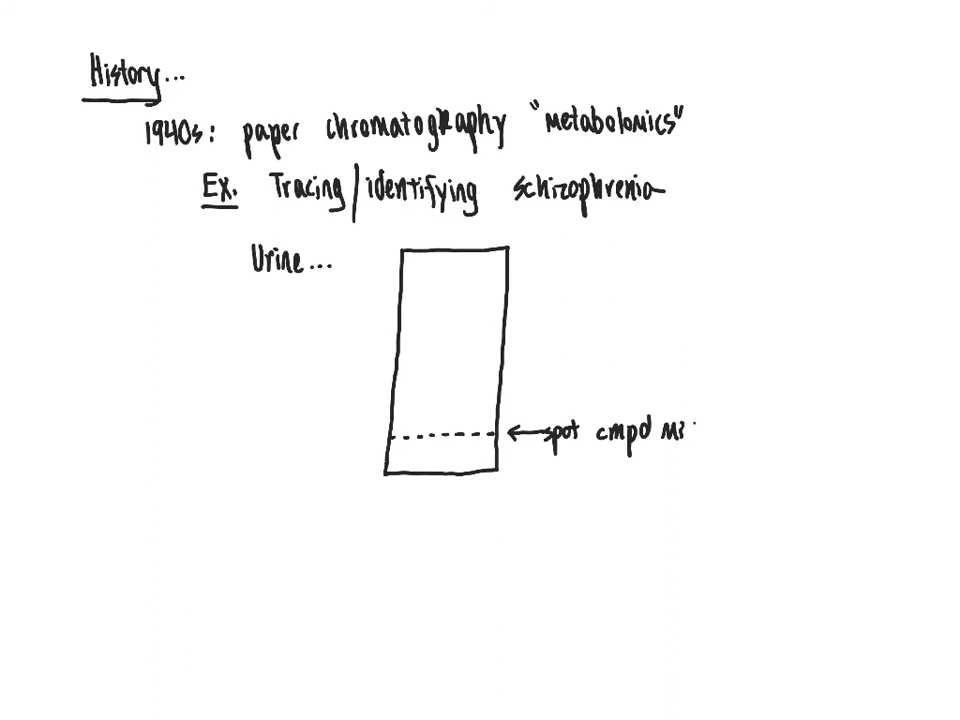 History...
1940s: paper chromatography "metabolomics"
Ex. Tracing/identifying schizophrenia
Urine...
←spot cmpd